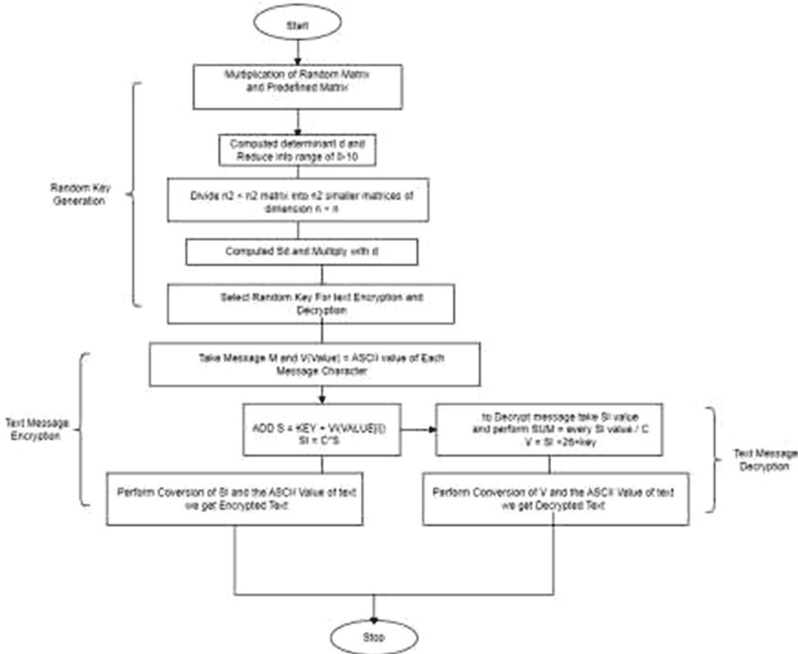 Start
Multiplication of Random Matrix
and Predefined Matrix
Computed determinant d and
Reduce into range of 0-10
Random Key
Generation
Divide n2 × n2 matrix into n2 smaller matrices of
dimension n × n
Computed Sd and Multiply with d
Select Random Key For text Encryption and
Decryption
Take Message M and V(Value) = ASCII value of Each
Message Character
Text Message
Encryption
ADD S = KEY + V(VALUE[i])
SI = C*S
to Decrypt message take SI value
and perform SUM = every SI value / C
V = SI +26+key
Text Message
Decryption
Perform Coversion of SI and the ASCII Value of text
we get Encrypted Text
Perform Conversion of V and the ASCII Value of text
we get Decrypted Text
Stop